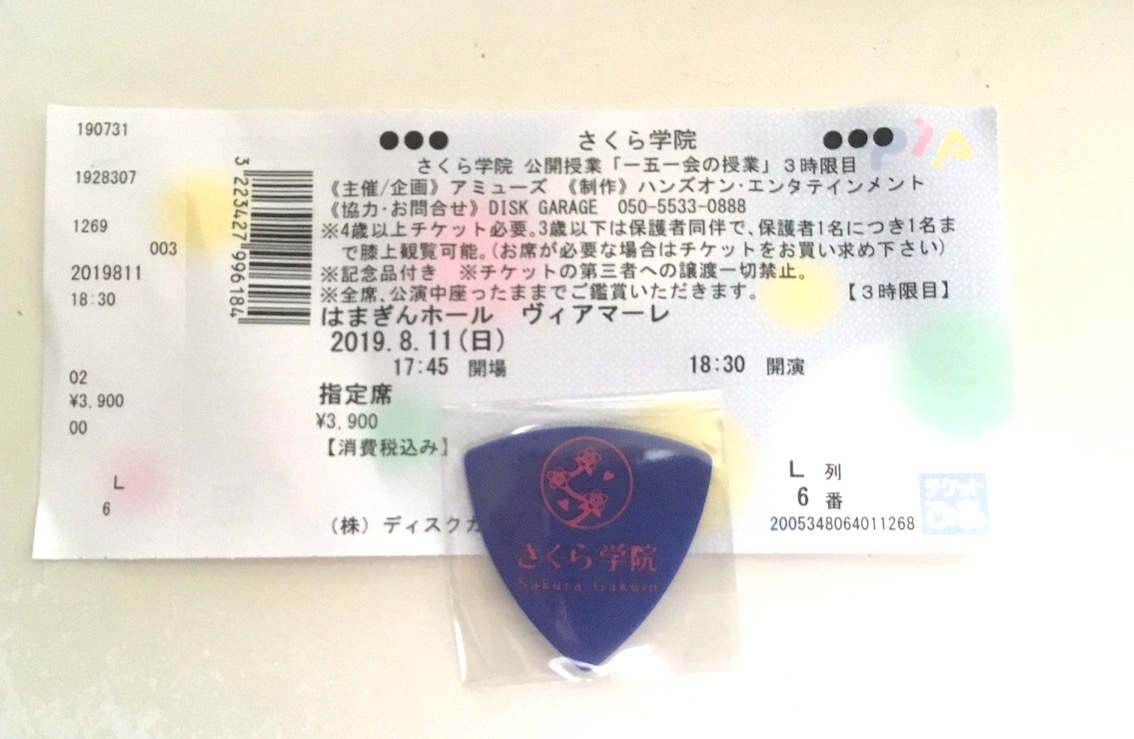 190731
1928307
1269
003
2019811
18:30
02
¥3,900
00
L
6
3223427996184
●●● さくら学院 ●●●
PIA
さくら学院 公開授業「一五一会の授業」３時限目
《主催/企画》アミューズ 《制作》ハンズオン・エンタテインメント
《協力・お問合せ》DISK GARAGE 050-5533-0888
※4歳以上チケット必要。3歳以下は保護者同伴で、保護者1名につき1名ま
で膝上観覧可能。(お席が必要な場合はチケットをお買い求め下さい)
※記念品付き ※チケットの第三者への譲渡一切禁止。
※全席、公演中座ったままでご鑑賞いただきます。 【３時限目】
はまぎんホール ヴィアマーレ
2019.8.11(日)
17:45 開場 18:30 開演
指定席
¥3,900
【消費税込み】
L 列
6 番
(株) ディスクガ
2005348064011268
チケットぴあ
さくら学院
Sakura Gakuin